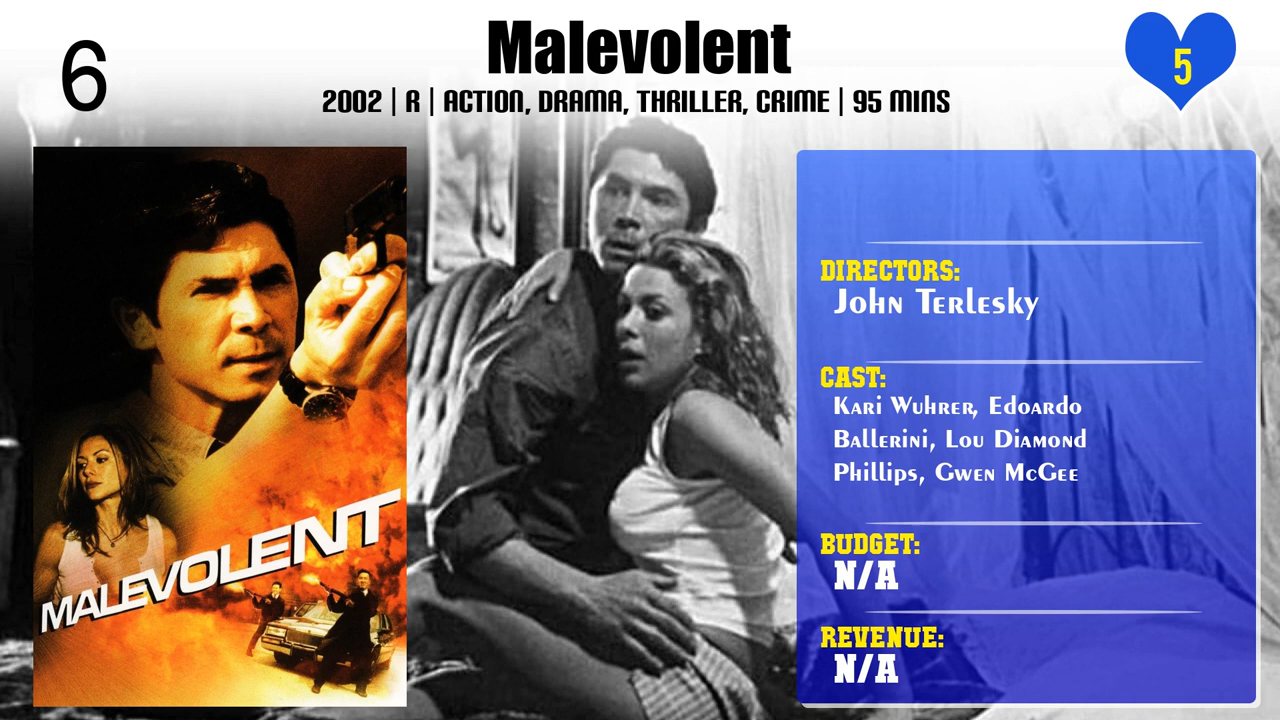 6
Malevolent
5
2002 | R | ACTION, DRAMA, THRILLER, CRIME | 95 MINS
MALEVOLENT
DIRECTORS:
John Terlesky
CAST:
Kari Wuhrer, Edoardo
Ballerini, Lou Diamond
Phillips, Gwen McGee
BUDGET:
N/A
REVENUE:
N/A